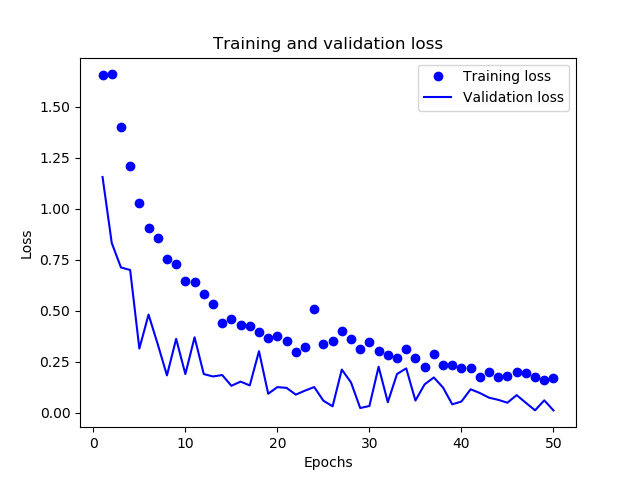 Training and validation loss
Training loss
Validation loss
1.50
1.25
1.00
0.75
0.50
0.25
0.00
Loss
0 10 20 30 40 50
Epochs